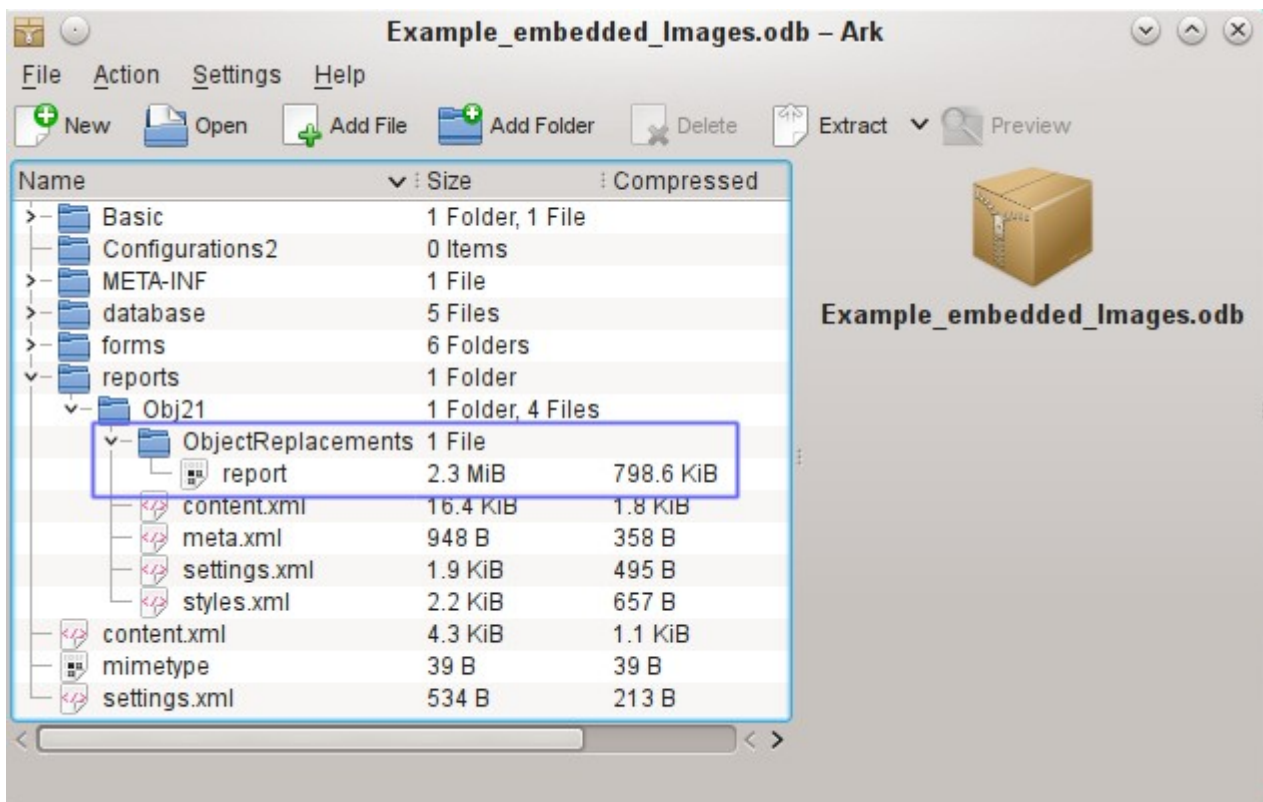 Example_embedded_Images.odb – Ark
File Action Settings Help
New Open Add File Add Folder Delete Extract Preview
Name Size Compressed
Basic 1 Folder, 1 File
Configurations2 0 Items
META-INF 1 File
database 5 Files
forms 6 Folders
reports 1 Folder
Obj21 1 Folder, 4 Files
ObjectReplacements 1 File
report 2.3 MiB 798.6 KiB
content.xml 16.4 KiB 1.8 KiB
meta.xml 948 B 358 B
settings.xml 1.9 KiB 495 B
styles.xml 2.2 KiB 657 B
content.xml 4.3 KiB 1.1 KiB
mimetype 39 B 39 B
settings.xml 534 B 213 B
Example_embedded_Images.odb